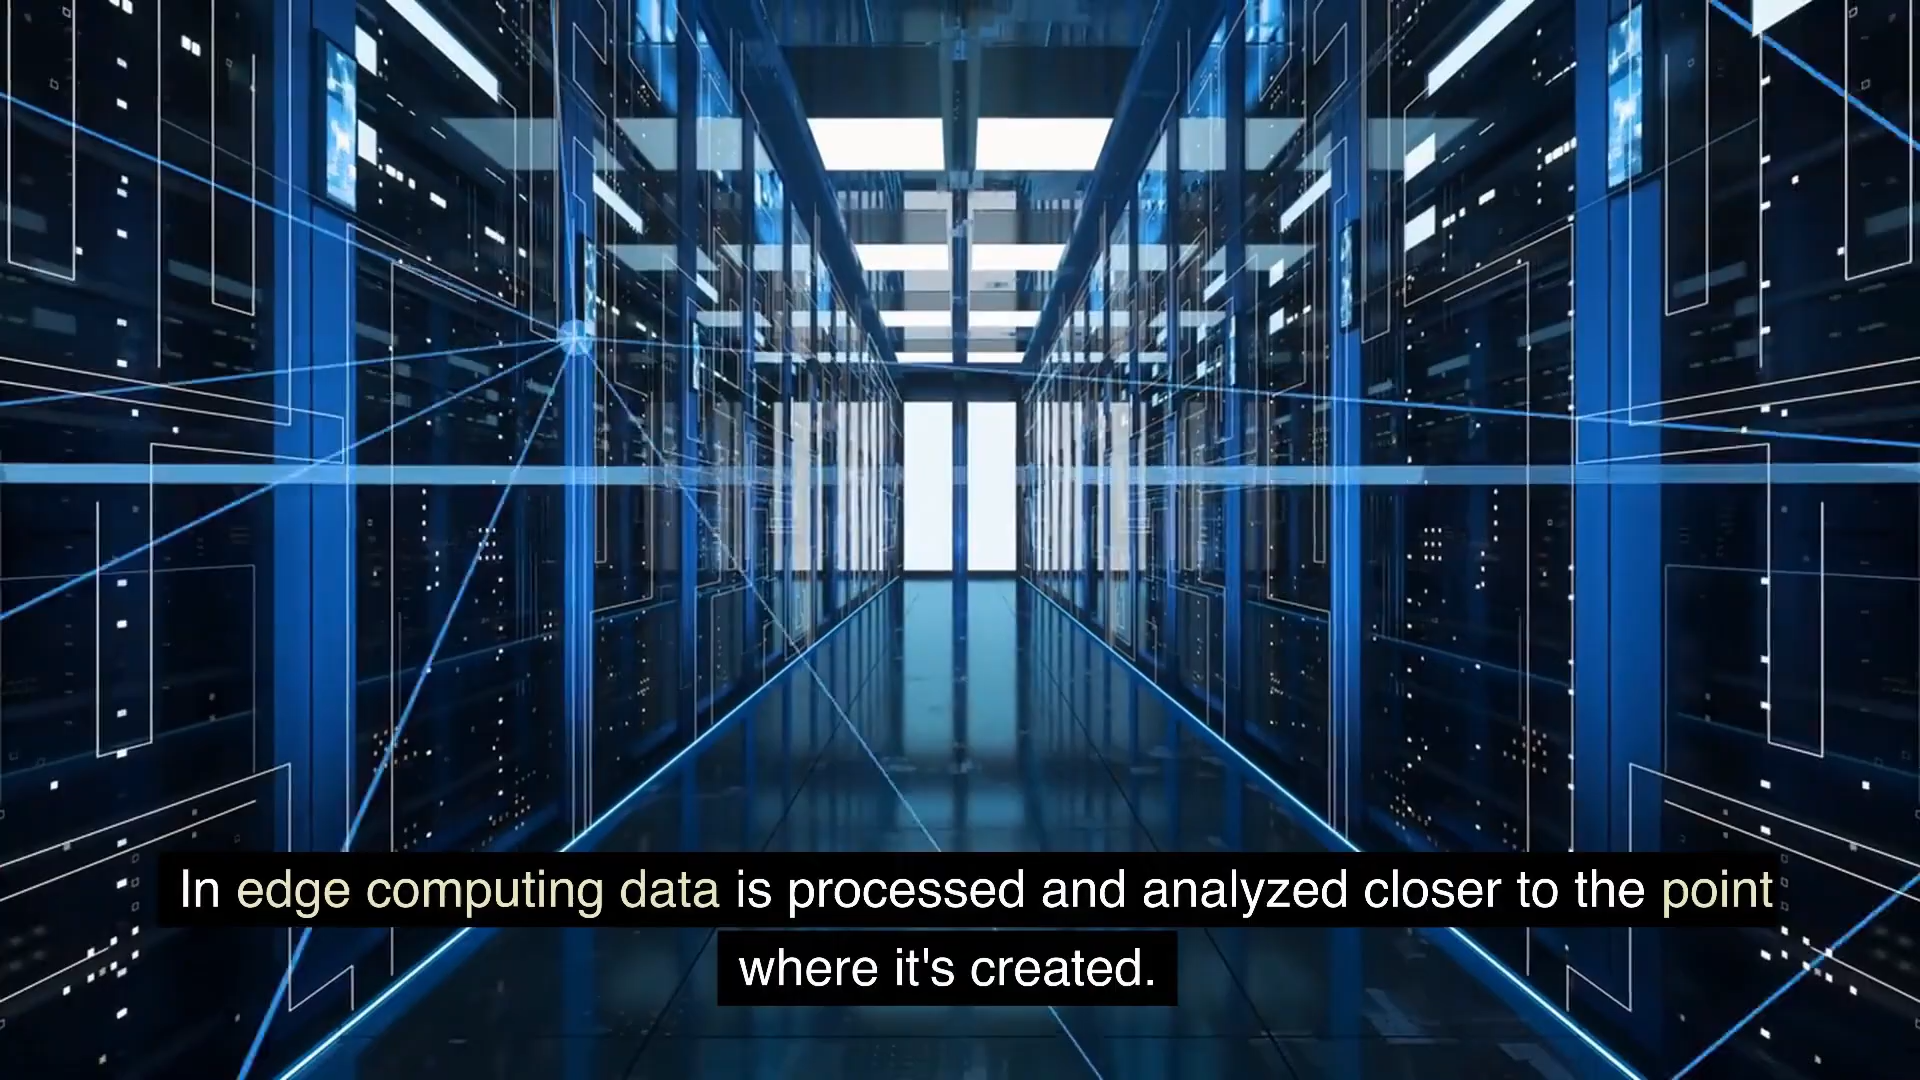 In edge computing data is processed and analyzed closer to the point
where it's created.